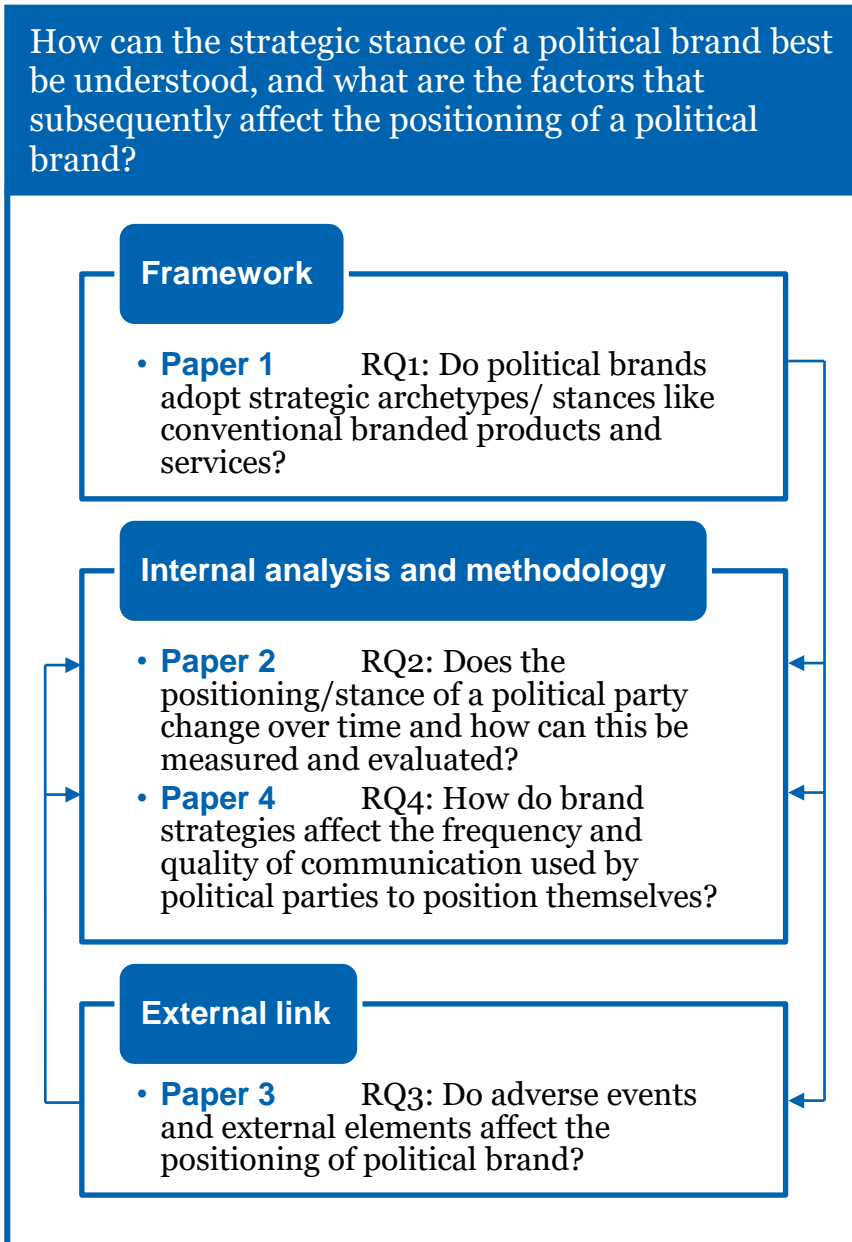 How can the strategic stance of a political brand best
be understood, and what are the factors that
subsequently affect the positioning of a political
brand?
Framework
• Paper 1 RQ1: Do political brands
adopt strategic archetypes/ stances like
conventional branded products and
services?
Internal analysis and methodology
• Paper 2 RQ2: Does the
positioning/stance of a political party
change over time and how can this be
measured and evaluated?
• Paper 4 RQ4: How do brand
strategies affect the frequency and
quality of communication used by
political parties to position themselves?
External link
• Paper 3 RQ3: Do adverse events
and external elements affect the
positioning of political brand?